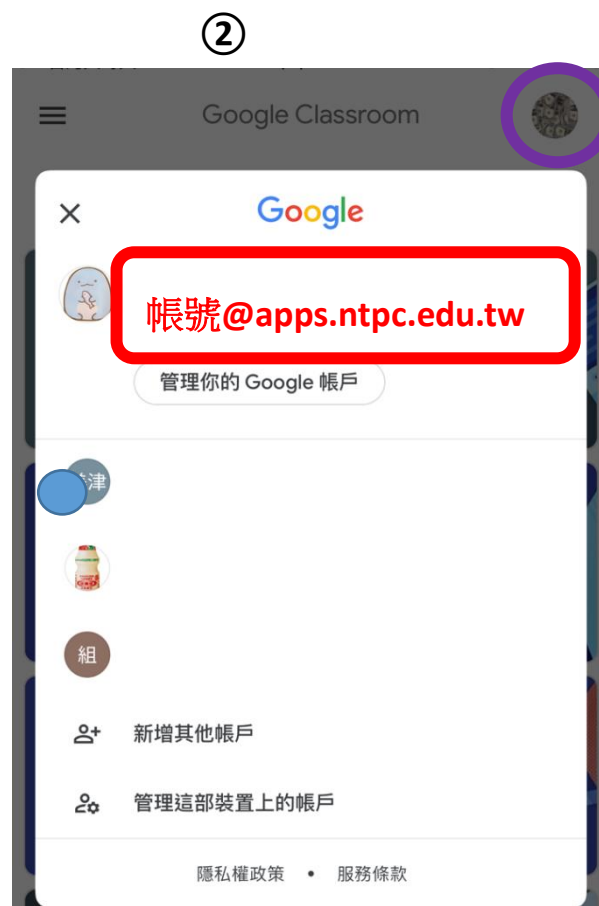 ②
Google Classroom
Google
帳號@apps.ntpc.edu.tw
管理你的 Google 帳戶
津
組
新增其他帳戶
管理這部裝置上的帳戶
隱私權政策 • 服務條款